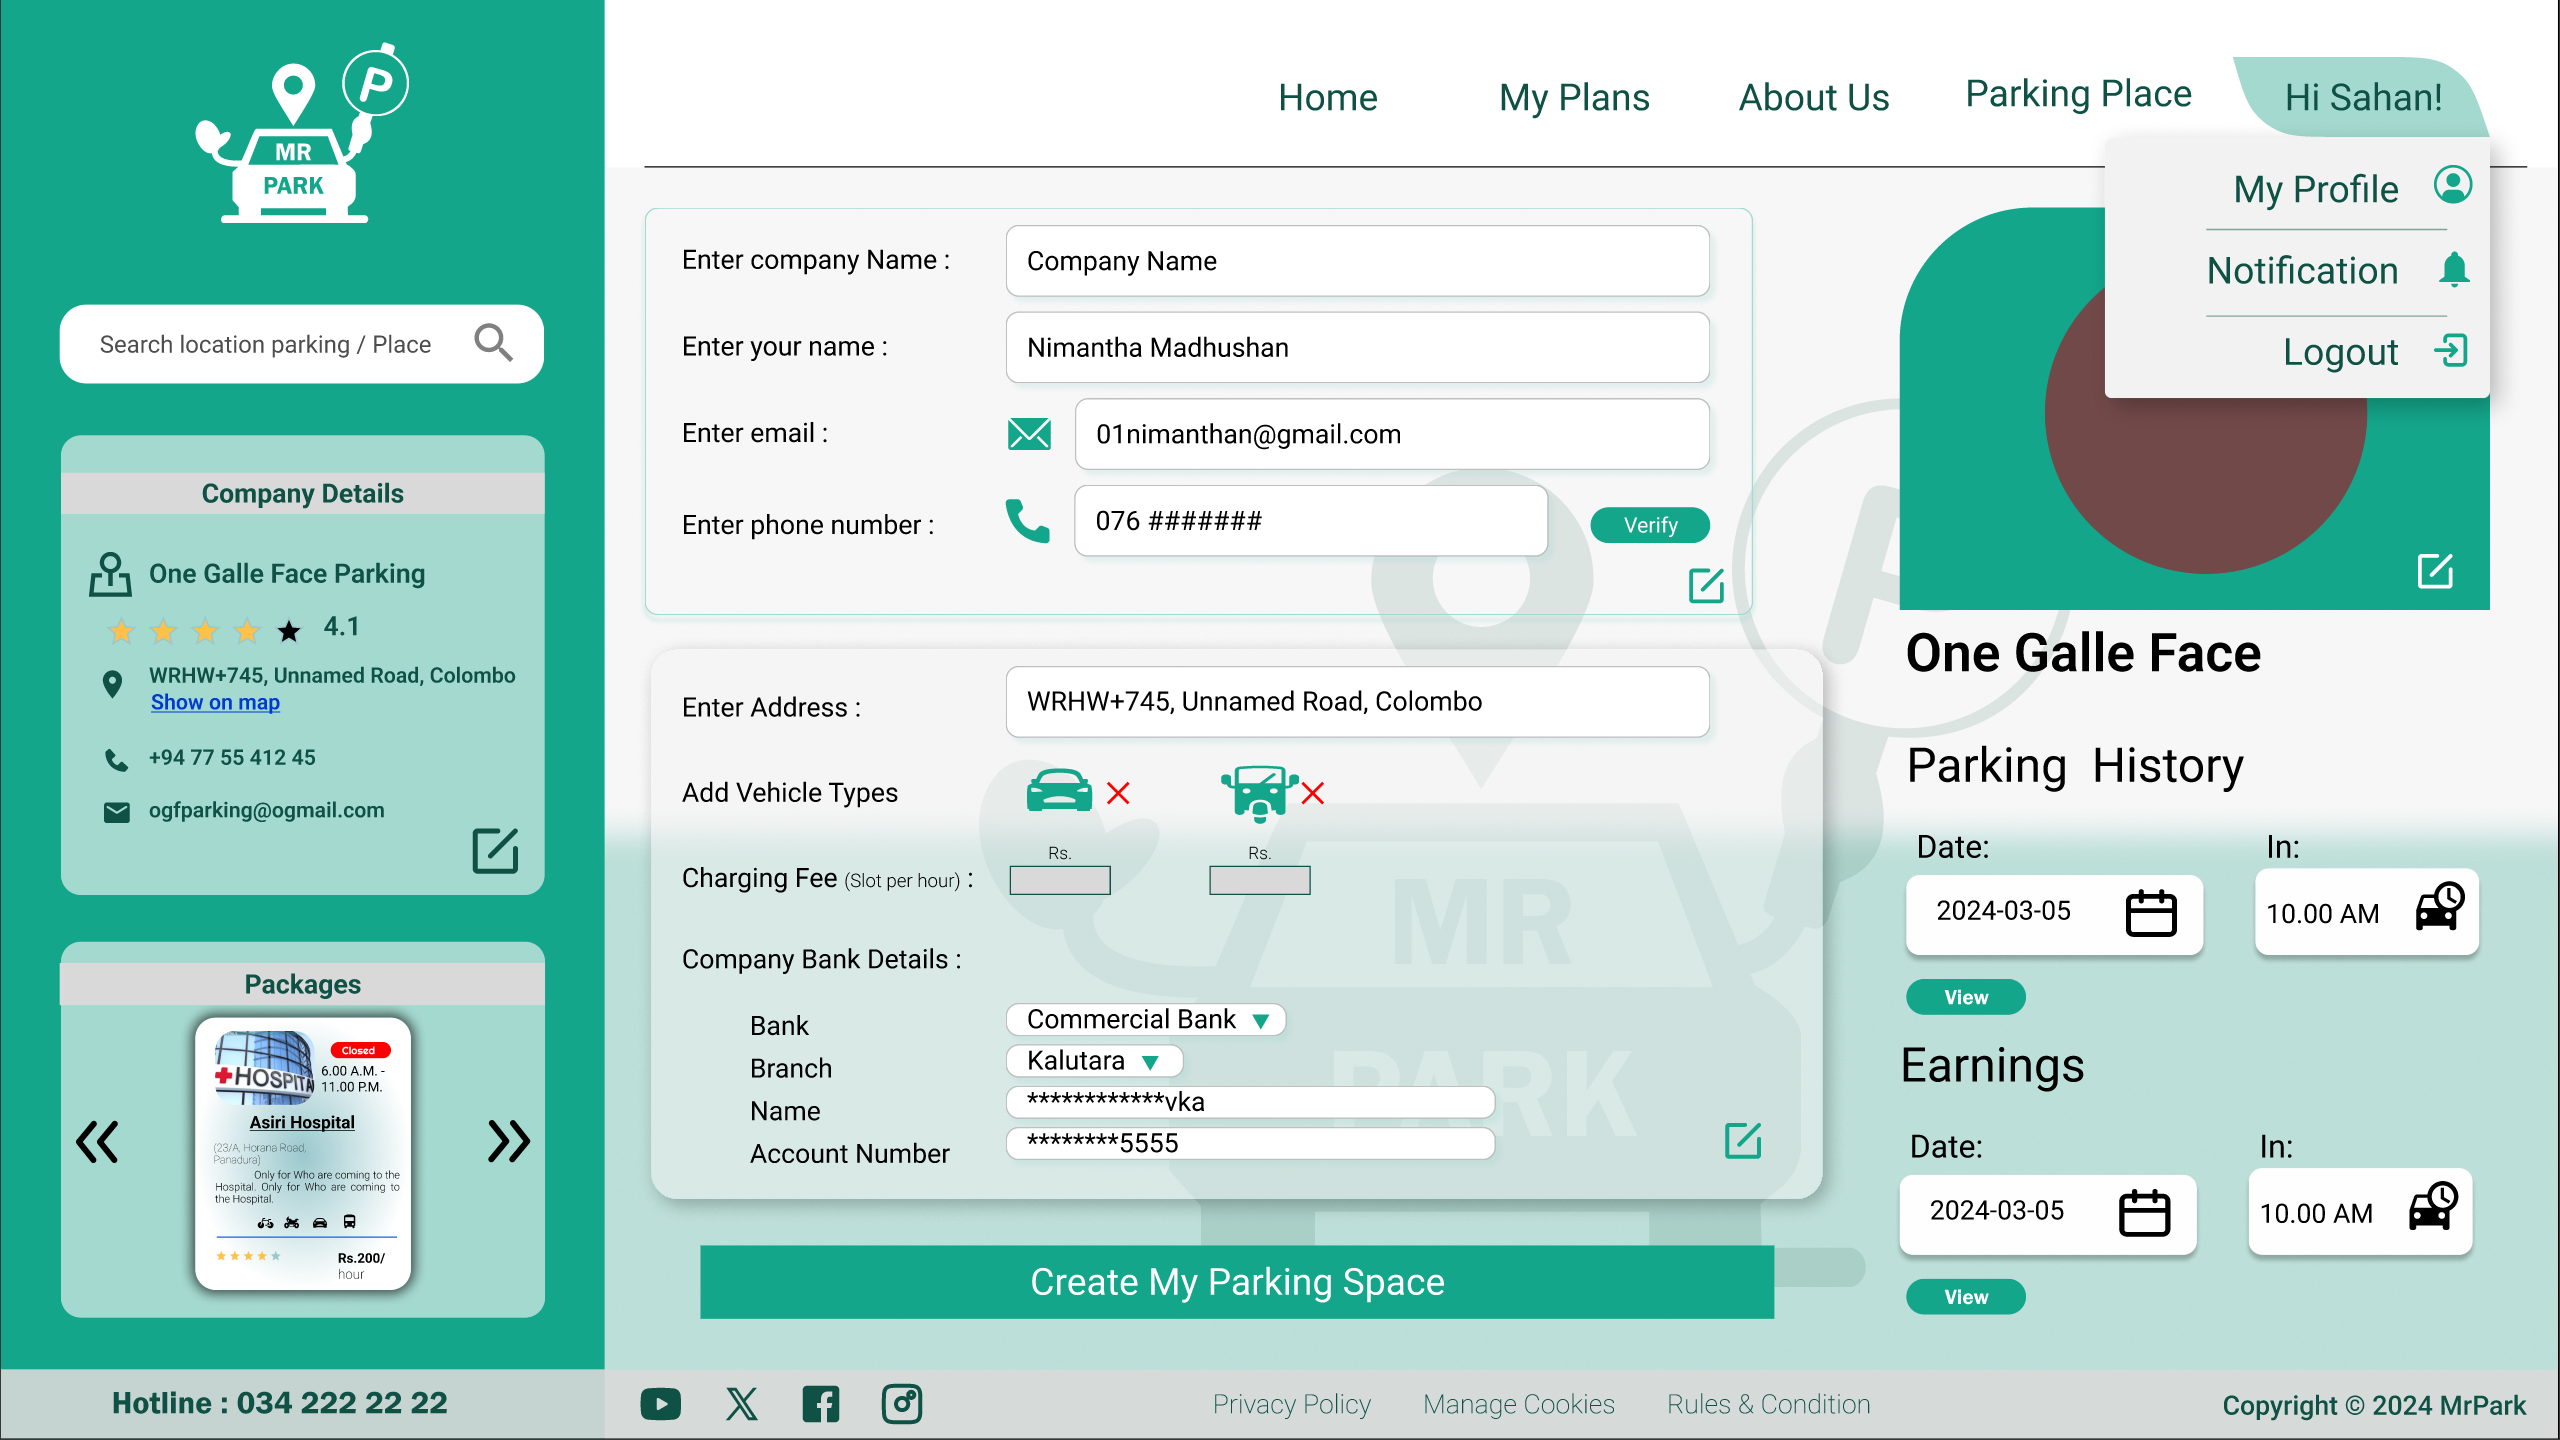 P
MR
PARK
Home
My Plans
About Us
Parking Place
Hi Sahan!
My Profile
Notification
Logout
Search location parking / Place
Company Details
One Galle Face Parking
4.1
WRHW+745, Unnamed Road, Colombo
Show on map
+94 77 55 412 45
ogfparking@ogmail.com
Packages
+HOSPITA
Closed
6.00 A.M. -
11.00 P.M.
Asiri Hospital
(23/A, Horana Road,
Panadura)
Only for Who are coming to the
Hospital. Only for Who are coming to
the Hospital.
Rs.200/
hour
Enter company Name :
Company Name
Enter your name :
Nimantha Madhushan
Enter email :
01nimanthan@gmail.com
Enter phone number :
076 #######
Verify
Enter Address :
WRHW+745, Unnamed Road, Colombo
Add Vehicle Types
Rs.
Rs.
Charging Fee (Slot per hour) :
Company Bank Details :
Bank
Commercial Bank
Branch
Kalutara
Name
************vka
Account Number
********5555
MR
PARK
Create My Parking Space
One Galle Face
Parking History
Date:
In:
2024-03-05
10.00 AM
View
Earnings
Date:
In:
2024-03-05
10.00 AM
View
Hotline : 034 222 22 22
Privacy Policy
Manage Cookies
Rules & Condition
Copyright © 2024 MrPark